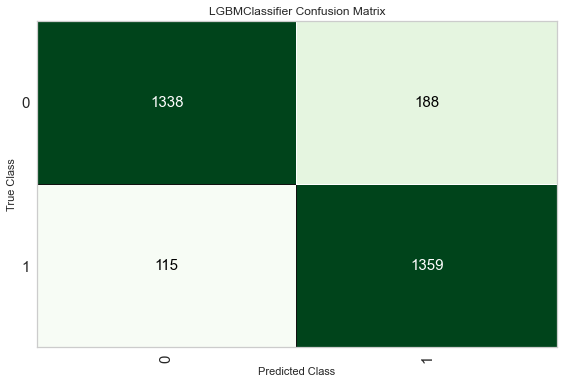 LGBMClassifier Confusion Matrix
True Class
0
1338
188
1
115
1359
0
1
Predicted Class